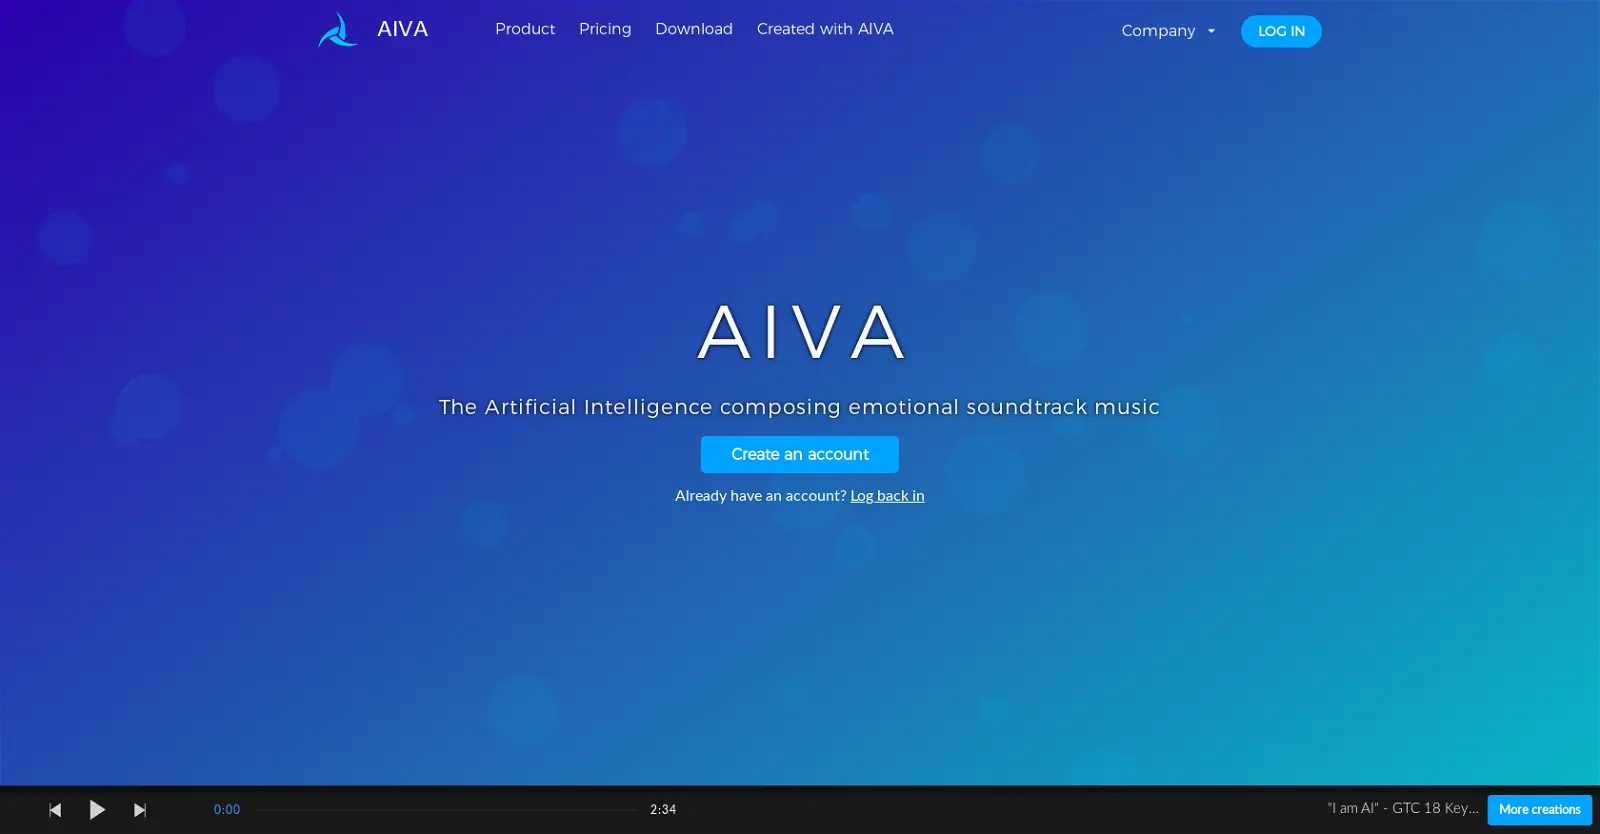 AIVA
Product Pricing Download Created with AIVA
Company
LOG IN
AIVA
The Artificial Intelligence composing emotional soundtrack music
Create an account
Already have an account? Log back in
0:00 2:34
"I am AI" - GTC 18 Key...
More creations